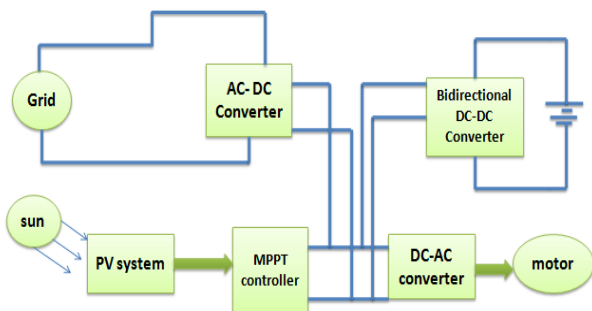 Grid
AC- DC
Converter
Bidirectional
DC-DC
Converter
sun
PV system
MPPT
controller
DC-AC
converter
motor